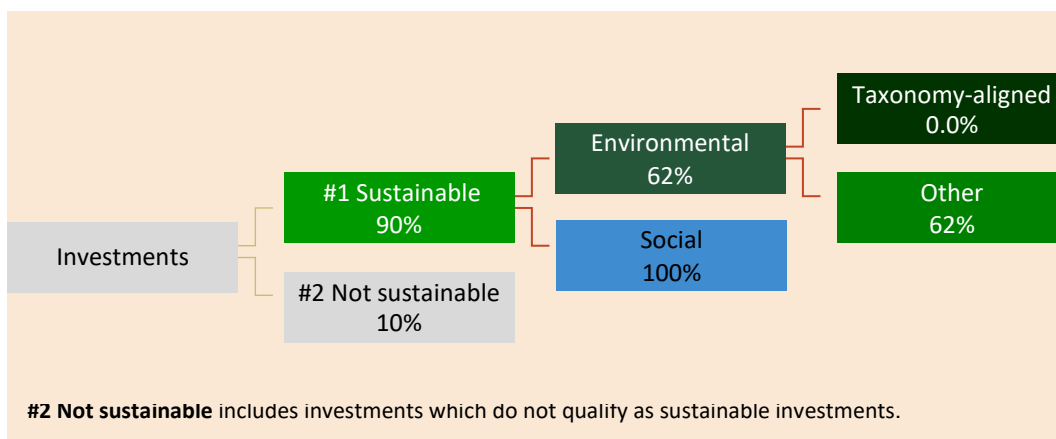 Taxonomy-aligned
0.0%
Environmental
62%
#1 Sustainable
90%
Other
62%
Social
100%
Investments
#2 Not sustainable
10%
#2 Not sustainable includes investments which do not qualify as sustainable investments.